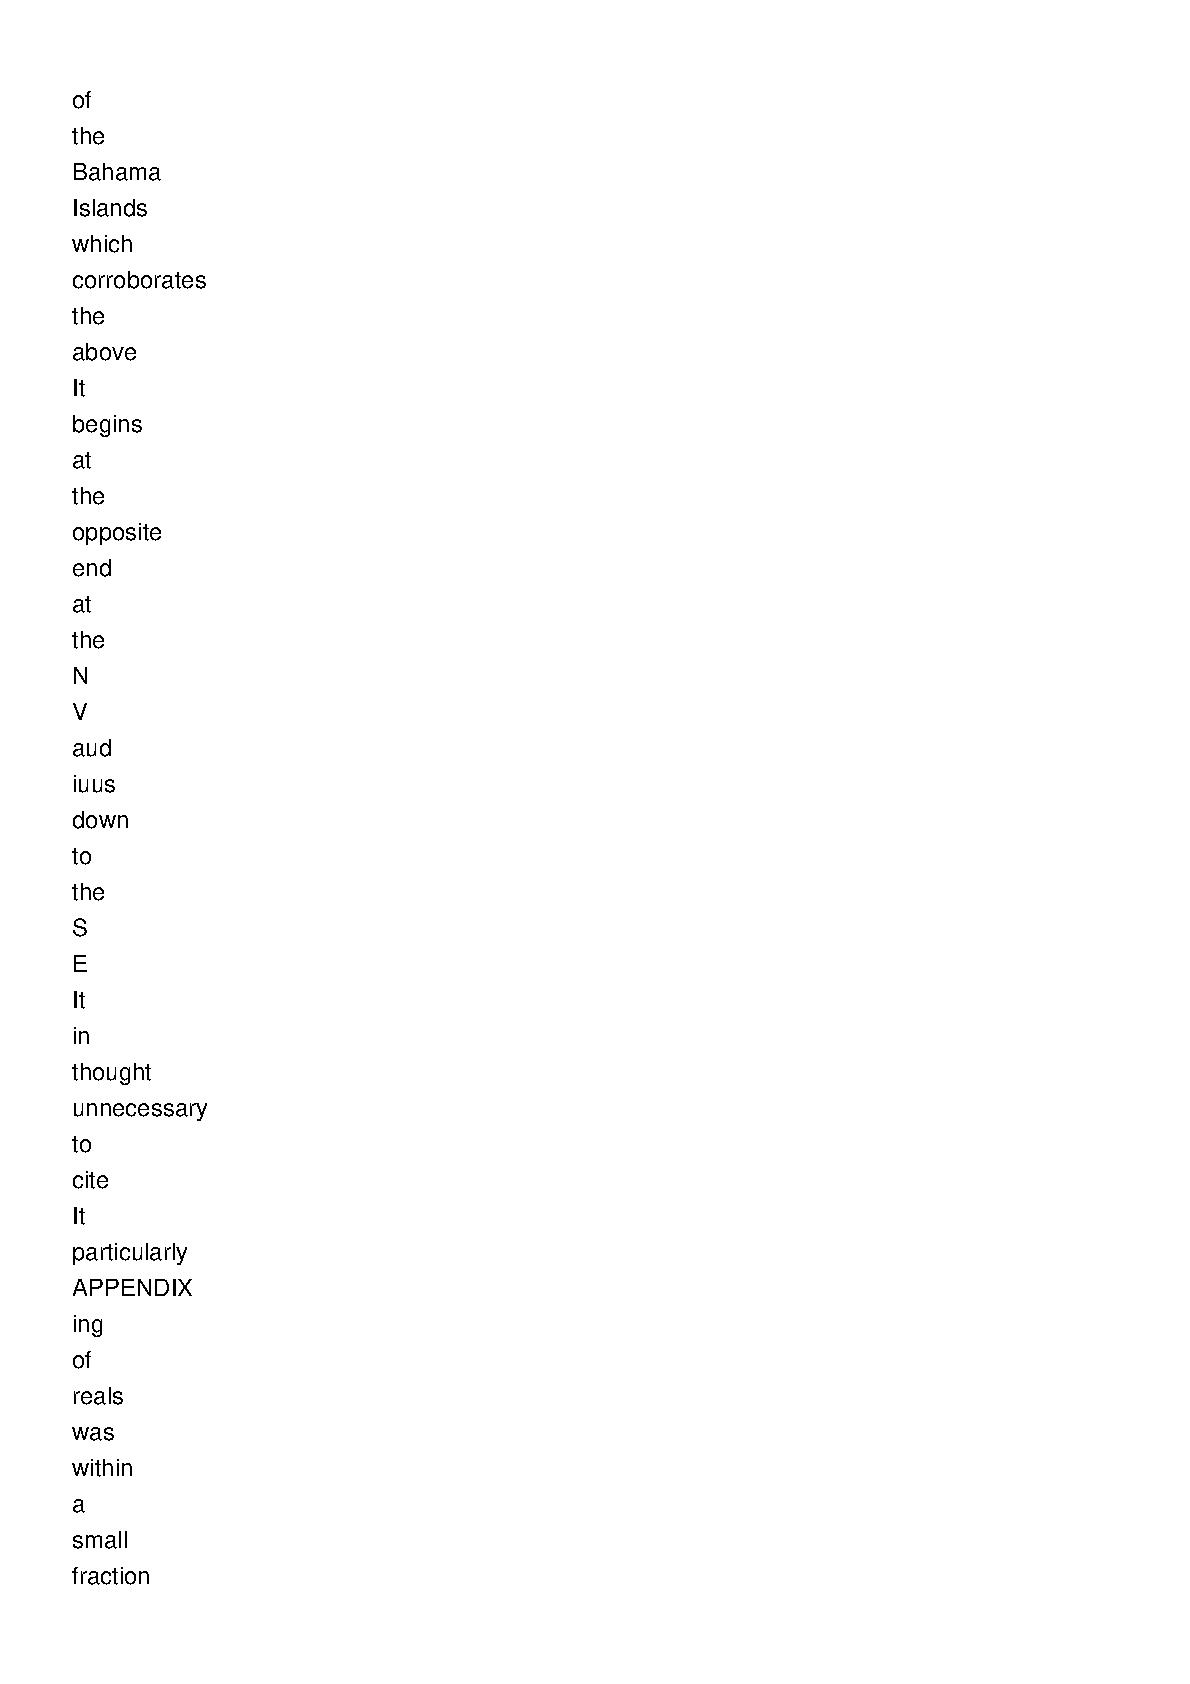 of
the
Bahama
Islands
which
corroborates
the
above
It
begins
at
the
opposite
end
at
the
N
V
aud
iuus
down
to
the
S
E
It
in
thought
unnecessary
to
cite
It
particularly
APPENDIX
ing
of
reals
was
within
a
small
fraction